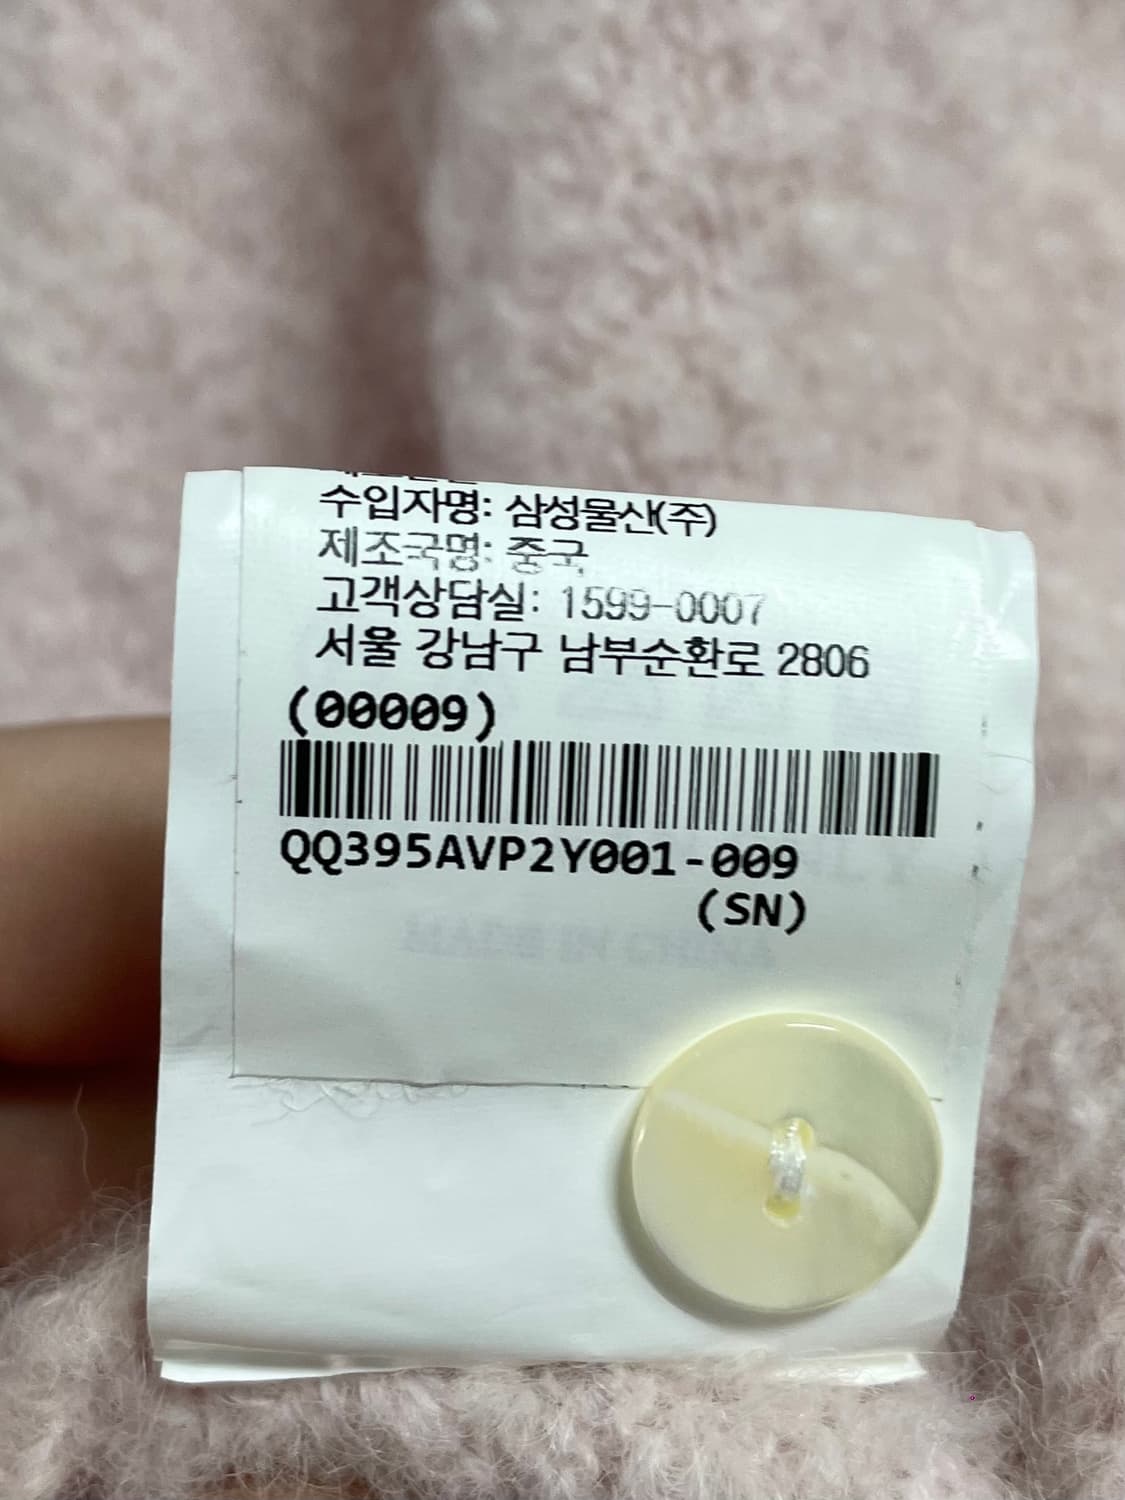 수입자명: 삼성물산(주)
제조국명: 중국
고객상담실: 1599-0007
서울 강남구 남부순환로 2806
(00009)
QQ395AVP2Y001-009
(SN)